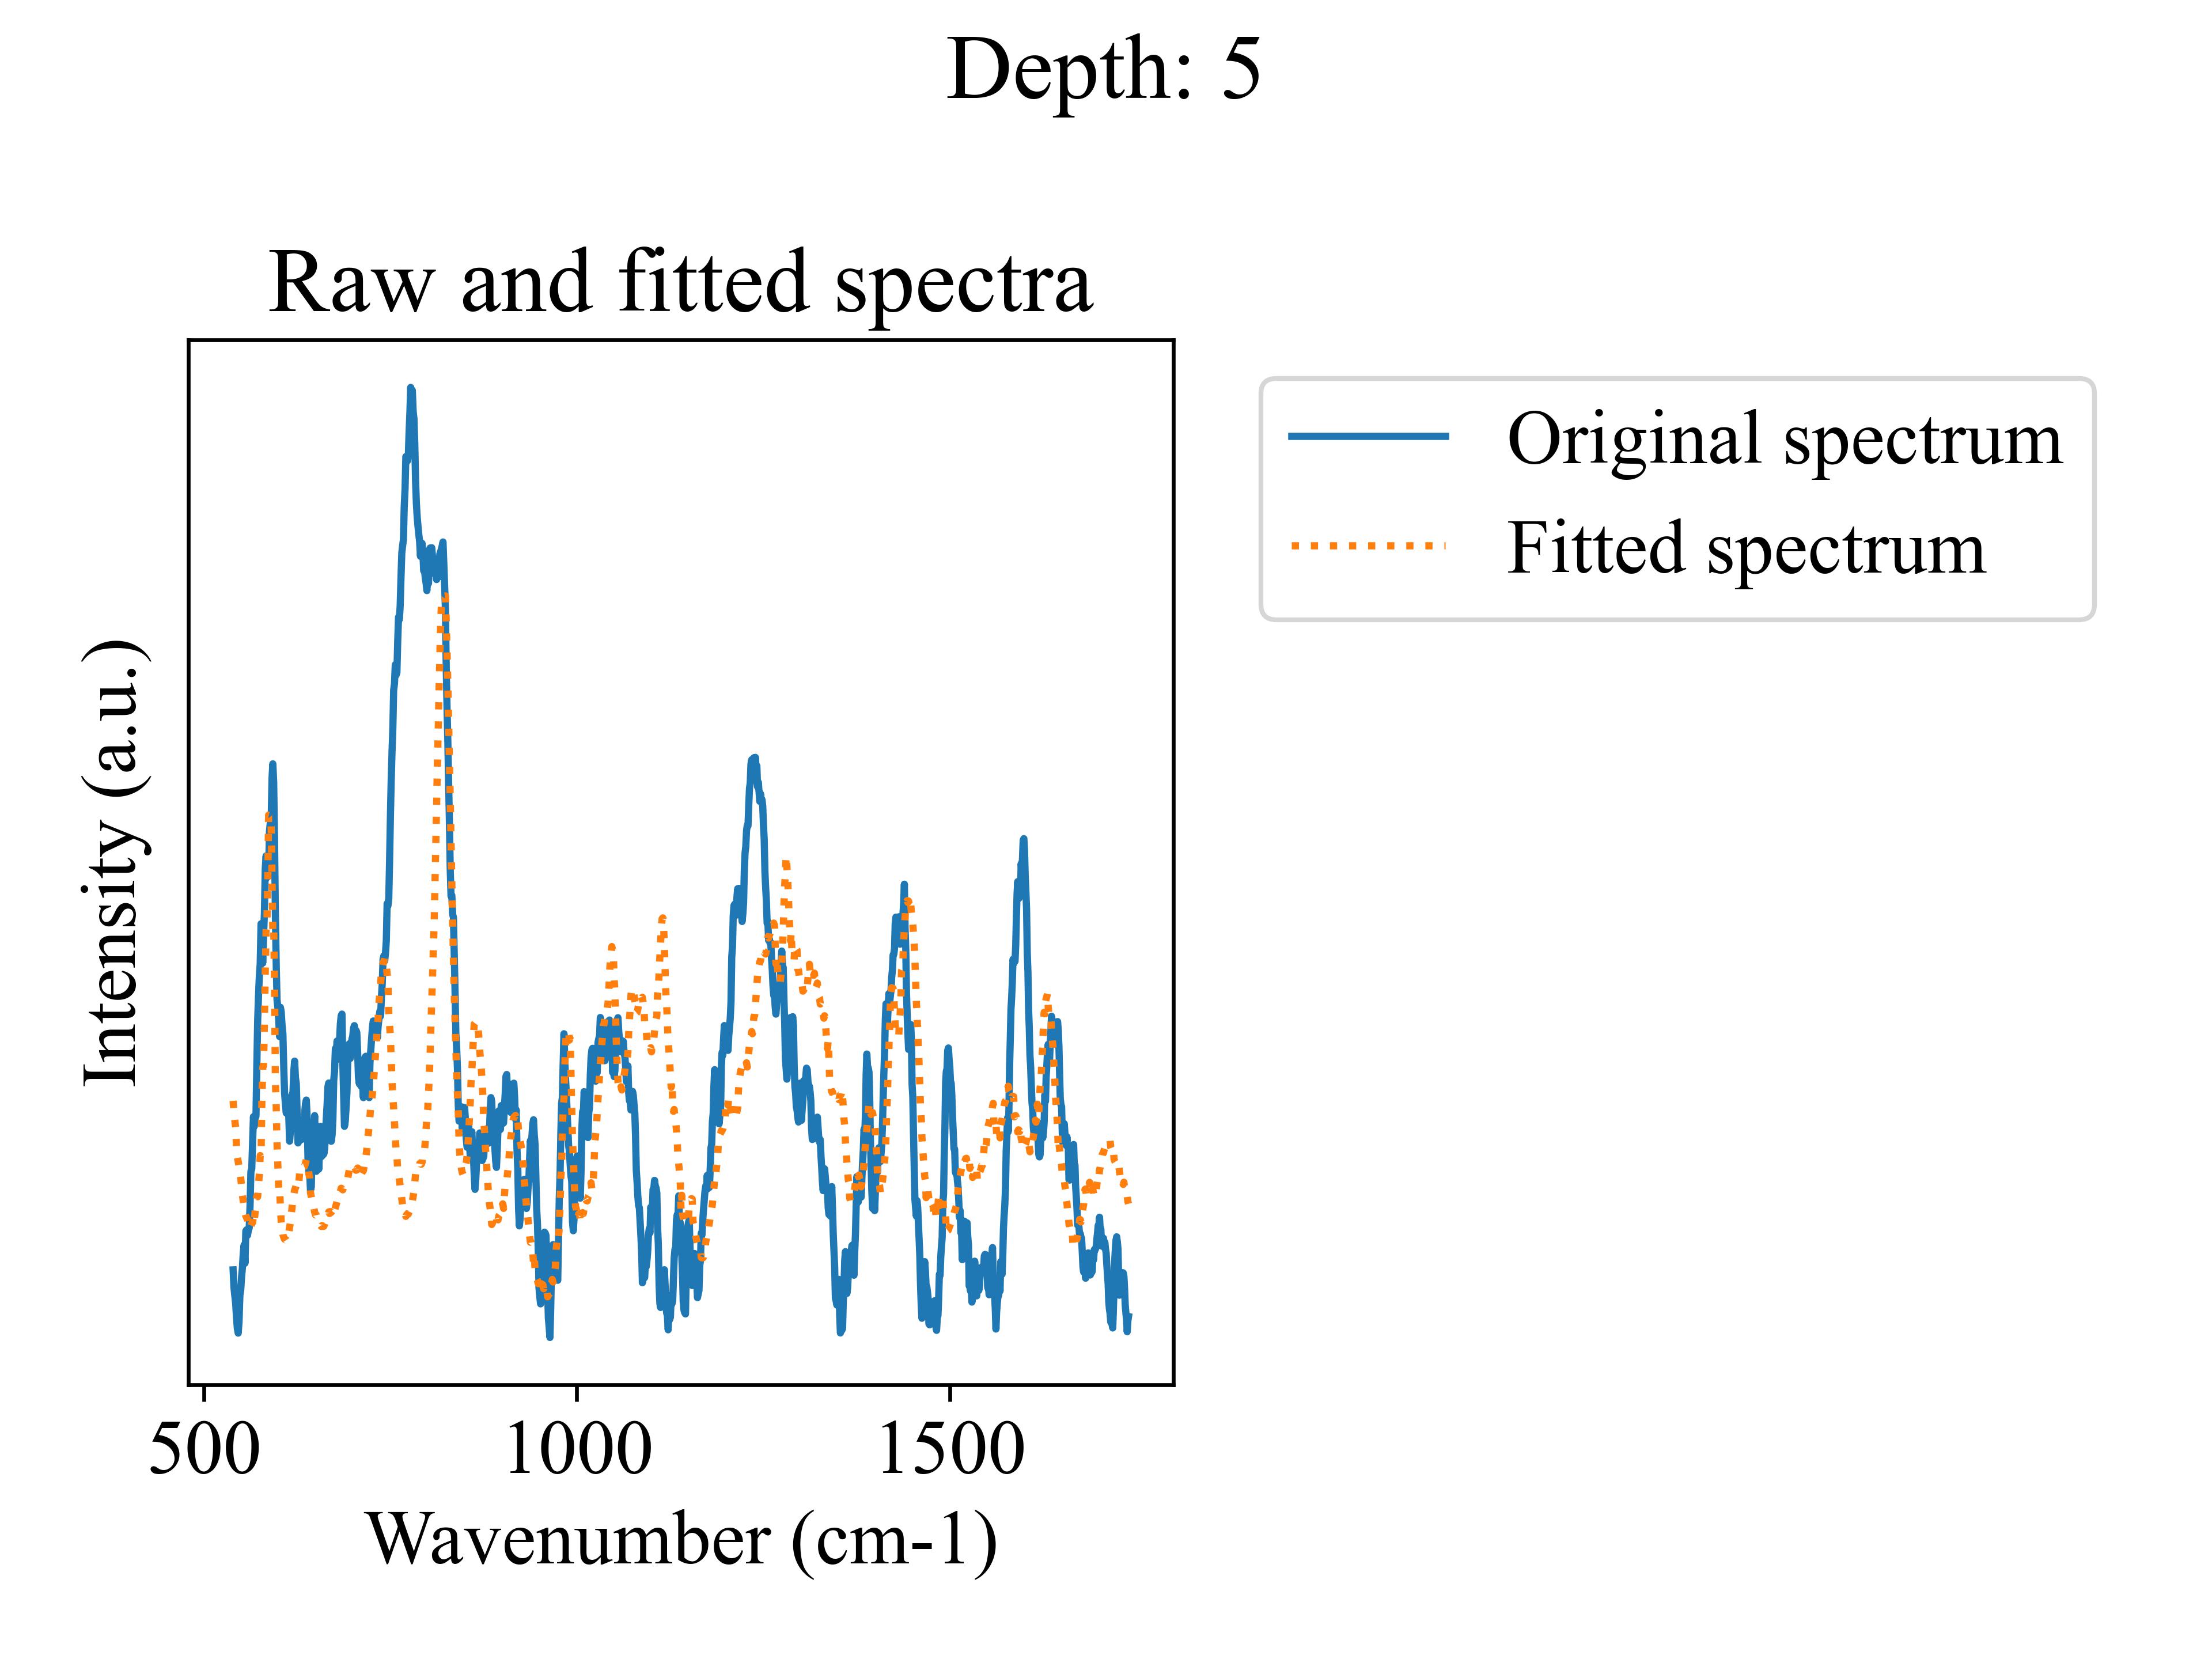 Depth: 5
Raw and fitted spectra
Original spectrum
Fitted spectrum
Intensity (a.u.)
500 1000 1500
Wavenumber (cm-1)